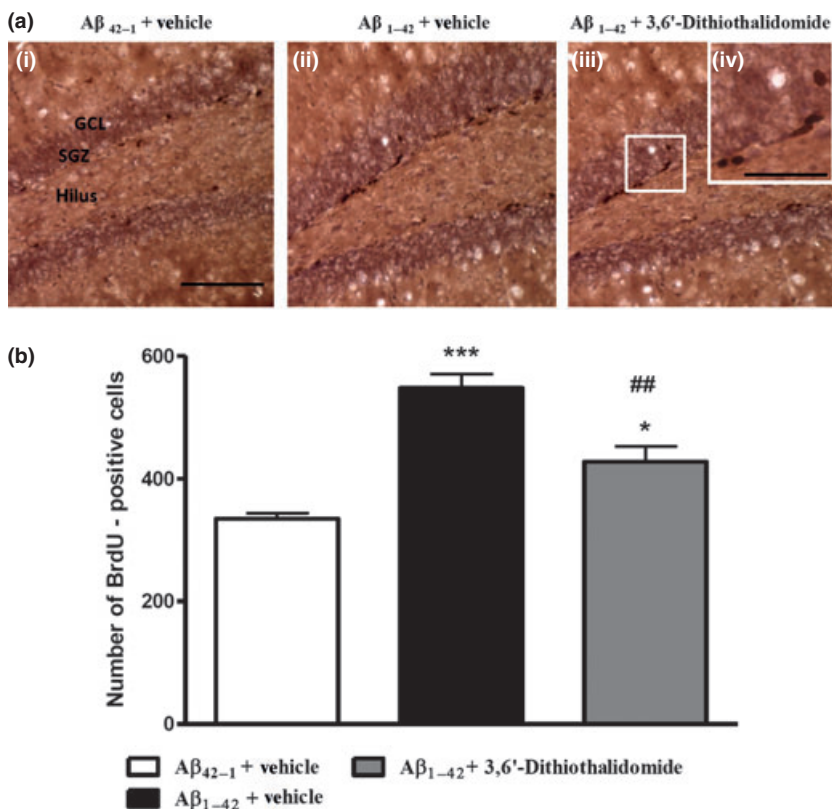 (a)
Aβ 42–1 + vehicle
Aβ 1–42 + vehicle
Aβ 1–42 + 3,6'-Dithiothalidomide
(i)
(ii)
(iii)
(iv)
GCL
SGZ
Hilus
(b)
Number of BrdU - positive cells
600
400
200
0
***
##
*
Aβ42–1 + vehicle
Aβ1–42 + 3,6'-Dithiothalidomide
Aβ1–42 + vehicle